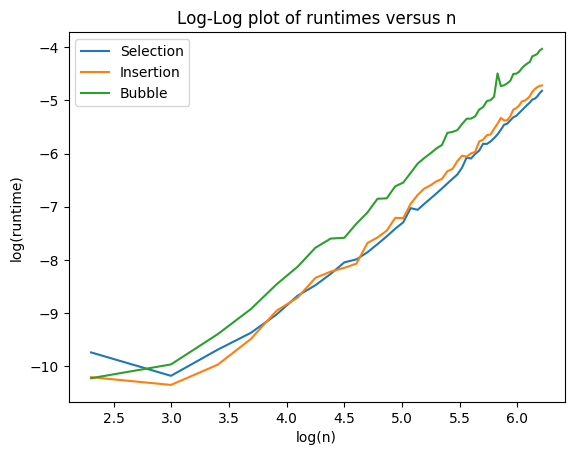 Log-Log plot of runtimes versus n
Selection
Insertion
Bubble
log(runtime)
−4
−5
−6
−7
−8
−9
−10
2.5 3.0 3.5 4.0 4.5 5.0 5.5 6.0
log(n)